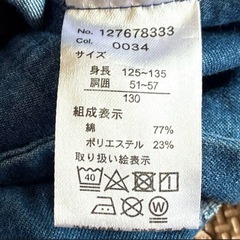 No. 127678333
Col. 0034
サイズ
身長 125~135
胴囲 51~57
130
組成表示
綿 77%
ポリエステル 23%
取り扱い絵表示
40
W